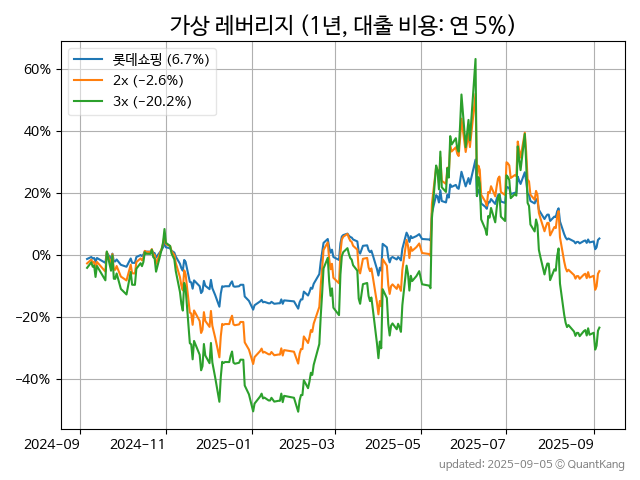 가상 레버리지 (1년, 대출 비용: 연 5%)
롯데쇼핑 (6.7%)
2x (-2.6%)
3x (-20.2%)
60%
40%
20%
0%
-20%
-40%
2024-09 2024-11 2025-01 2025-03 2025-05 2025-07 2025-09
updated: 2025-09-05 © QuantKang